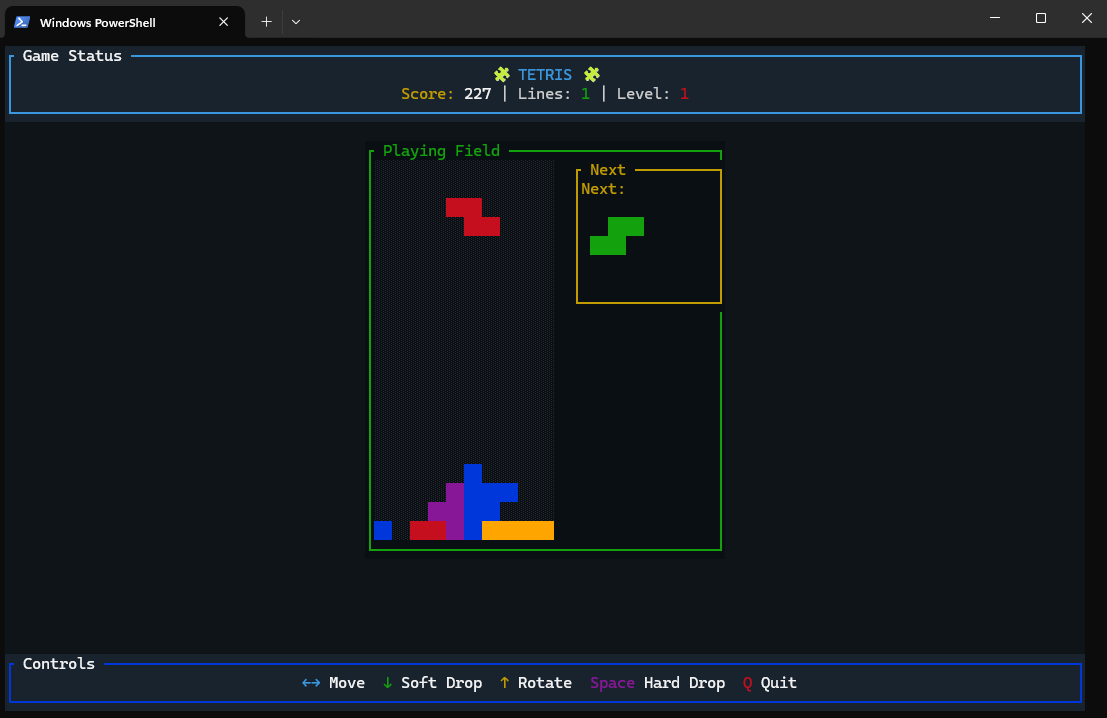 Windows PowerShell
Game Status
🧩 TETRIS 🧩
Score: 227 | Lines: 1 | Level: 1
Playing Field
Next
Next:
Controls
↔ Move ↓ Soft Drop ↑ Rotate Space Hard Drop Q Quit